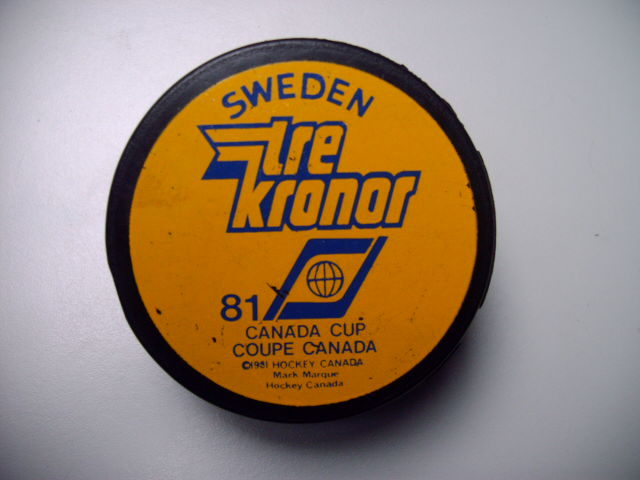 SWEDEN
tre
kronor
81
CANADA CUP
COUPE CANADA
©1981 HOCKEY CANADA
Mark Marque
Hockey Canada